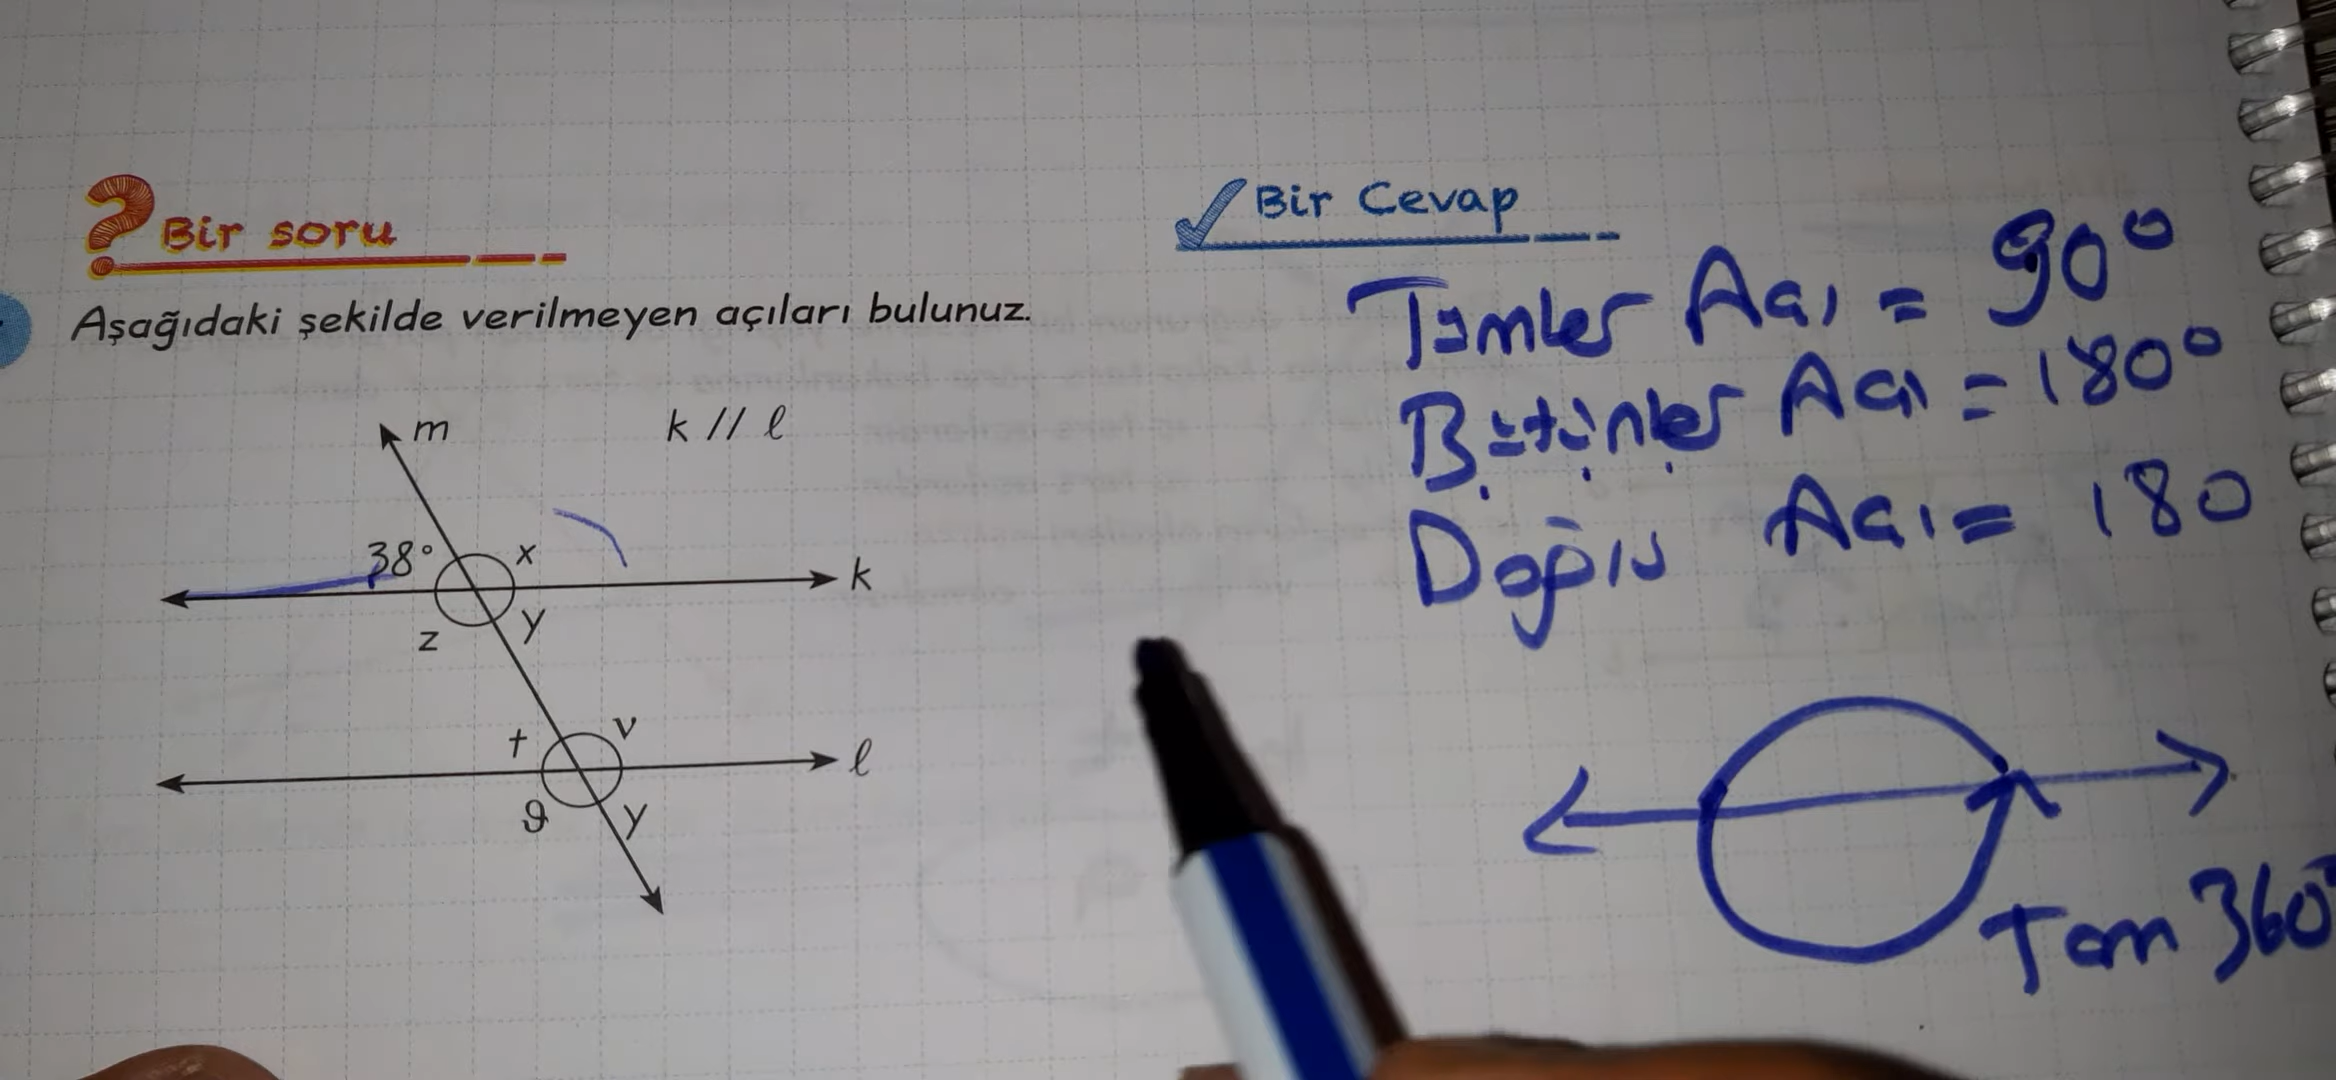 Bir soru
Aşağıdaki şekilde verilmeyen açıları bulunuz.
m
k // ℓ
38°
x
k
z
y
t
v
ℓ
ϑ
y
Bir Cevap
Tümler Açı = 90°
Bütünler Açı = 180°
Doğru Açı = 180
Tam 360°